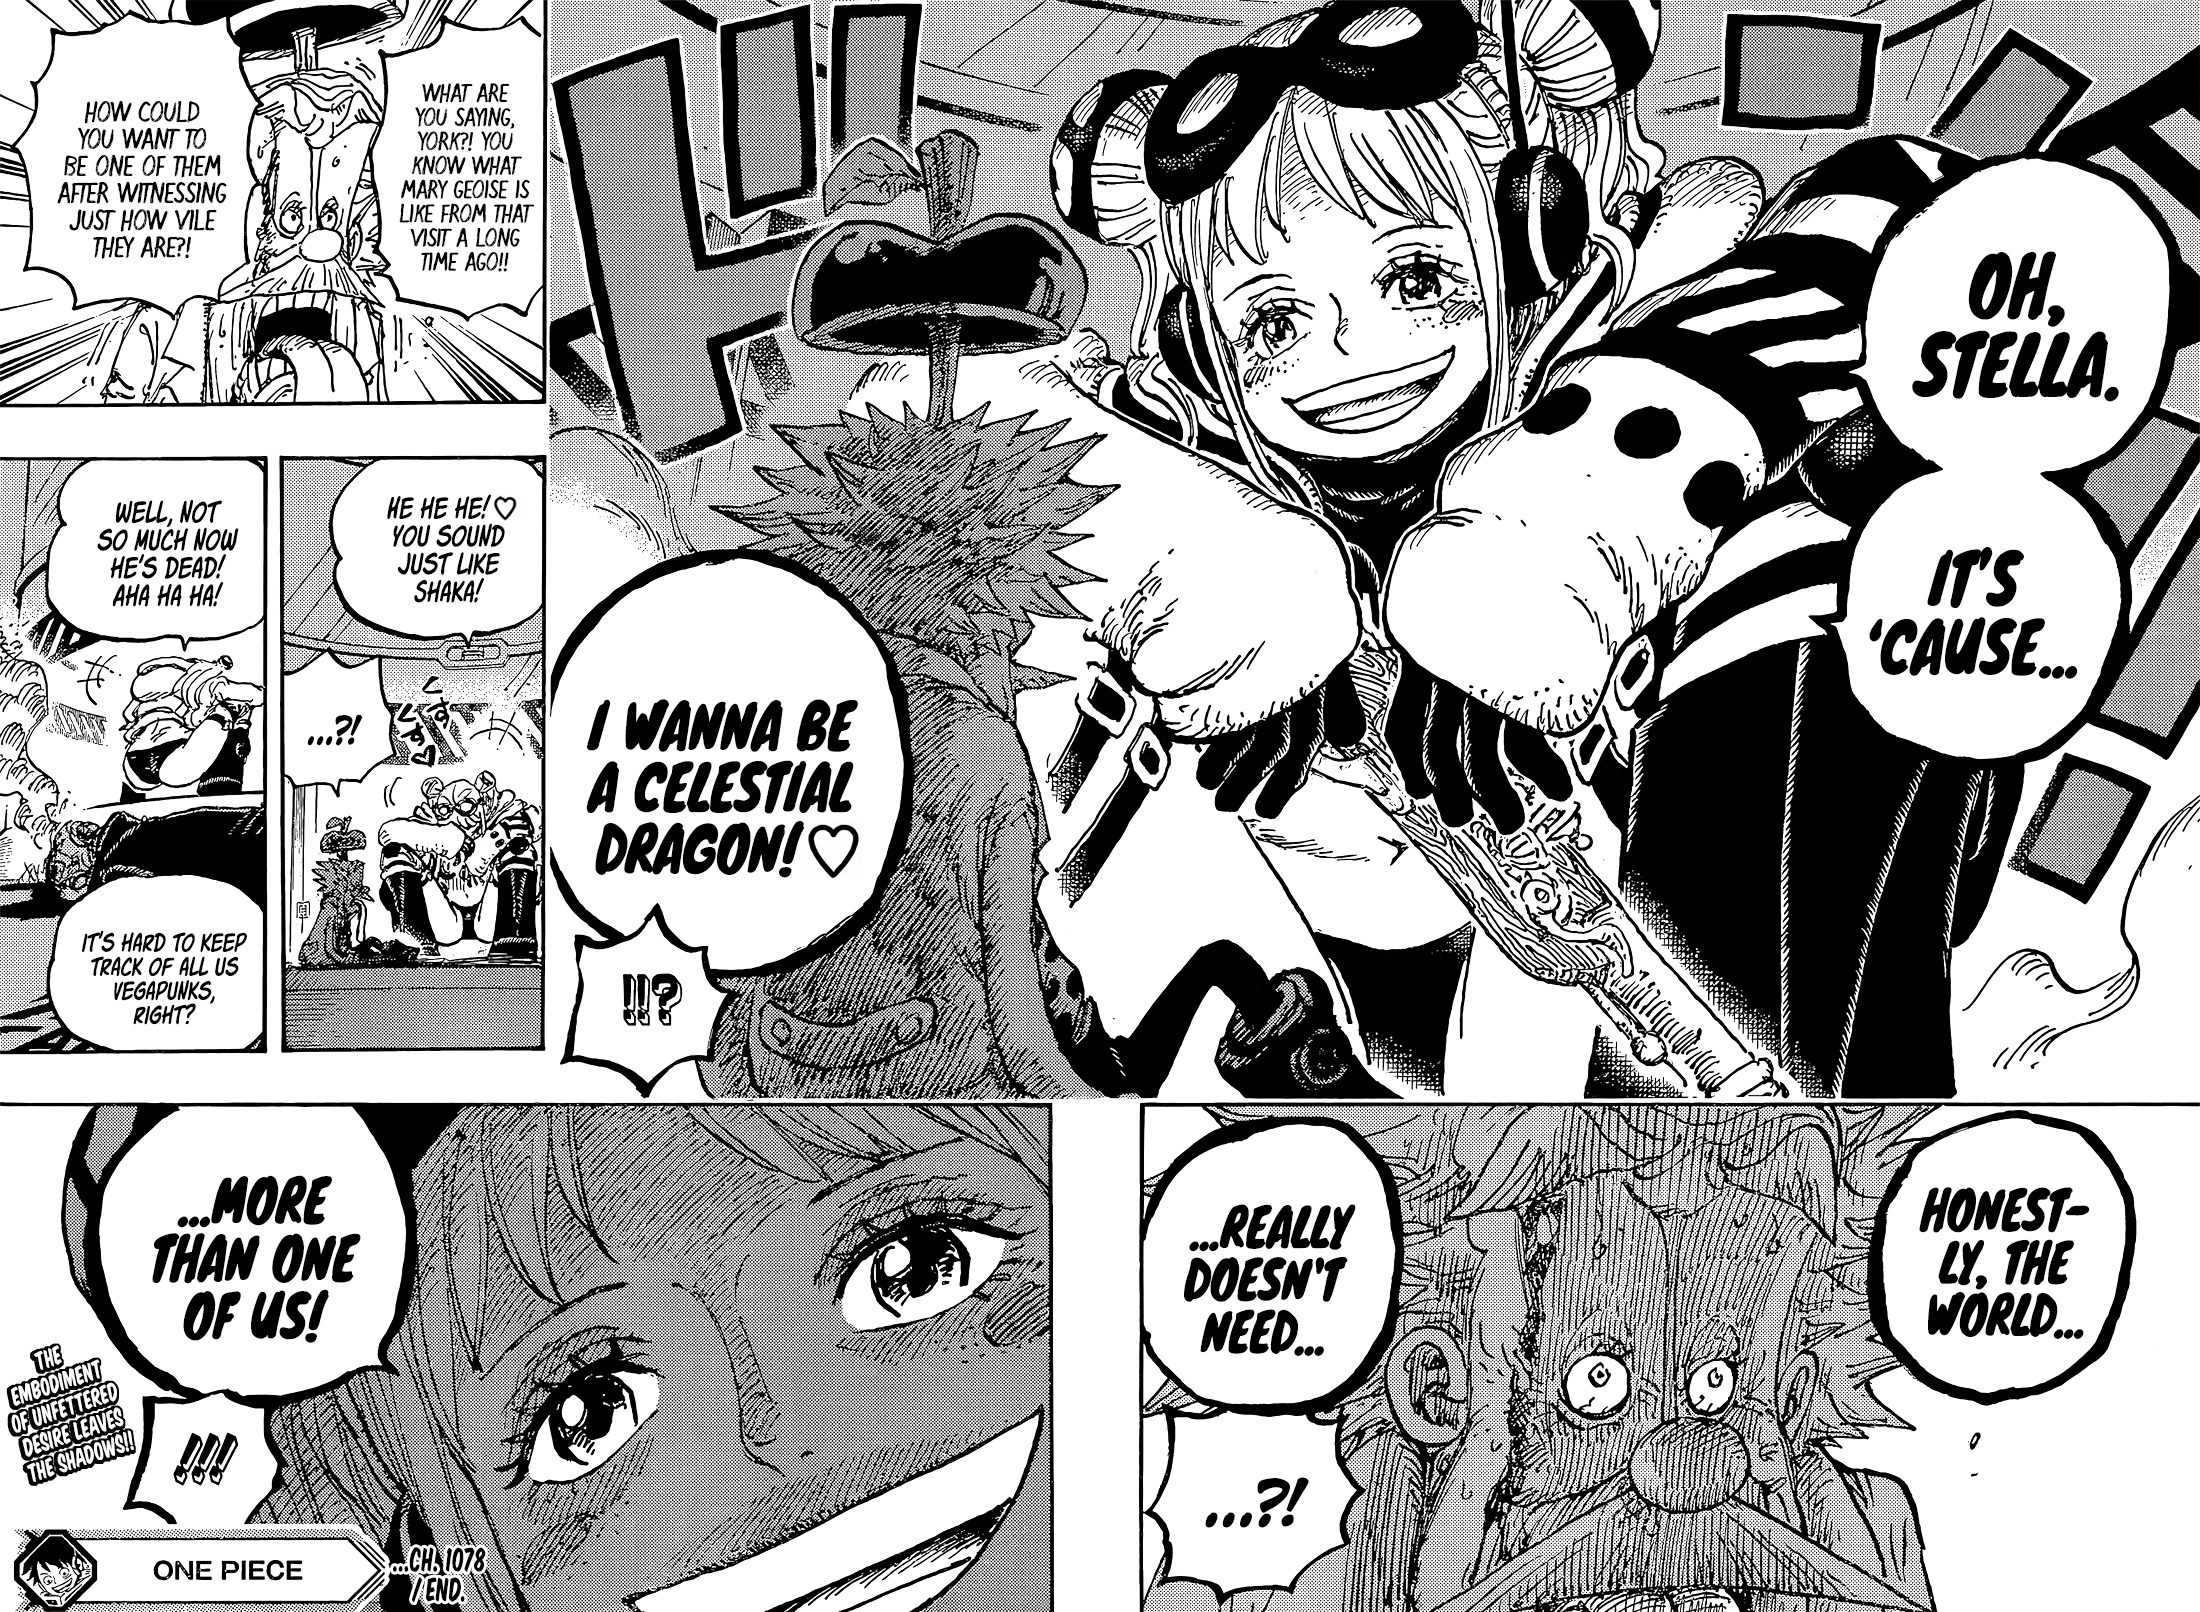 OH,
STELLA.
IT'S
'CAUSE...
I WANNA BE
A CELESTIAL
DRAGON!♡
!!?
WHAT ARE
YOU SAYING,
YORK?! YOU
KNOW WHAT
MARY GEOISE IS
LIKE FROM THAT
VISIT A LONG
TIME AGO!!
HOW COULD
YOU WANT TO
BE ONE OF THEM
AFTER WITNESSING
JUST HOW VILE
THEY ARE?!
HE HE HE!♡
YOU SOUND
JUST LIKE
SHAKA!
...?!
くすくす♡
WELL, NOT
SO MUCH NOW
HE'S DEAD!
AHA HA HA!
IT'S HARD TO KEEP
TRACK OF ALL US
VEGAPUNKS,
RIGHT?
HONEST-
LY, THE
WORLD...
...REALLY
DOESN'T
NEED...
...?!
...MORE
THAN ONE
OF US!
!!!
THE
EMBODIMENT
OF UNFETTERED
DESIRE LEAVES
THE SHADOWS!!
ONE PIECE
...CH. 1078
/ END.